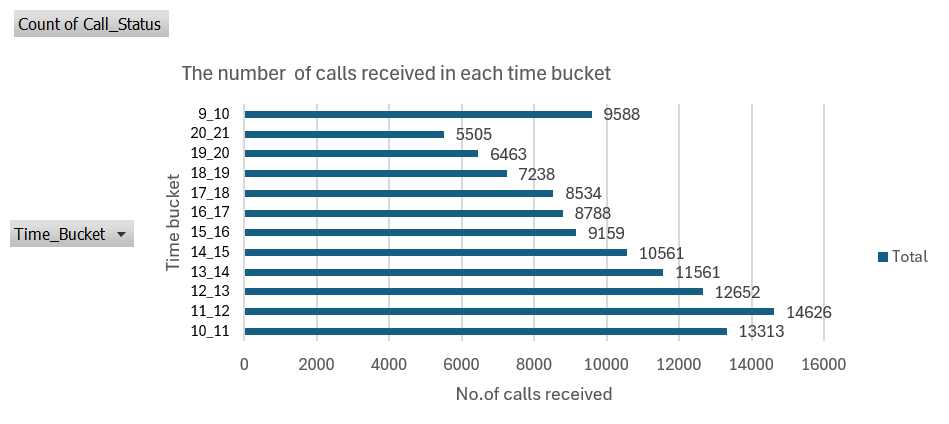 Count of Call_Status
The number  of calls received in each time bucket
9_10 9588
20_21 5505
19_20 6463
18_19 7238
17_18 8534
16_17 8788
15_16 9159
14_15 10561
13_14 11561
12_13 12652
11_12 14626
10_11 13313
Time bucket
Time_Bucket
Total
0 2000 4000 6000 8000 10000 12000 14000 16000
No.of calls received